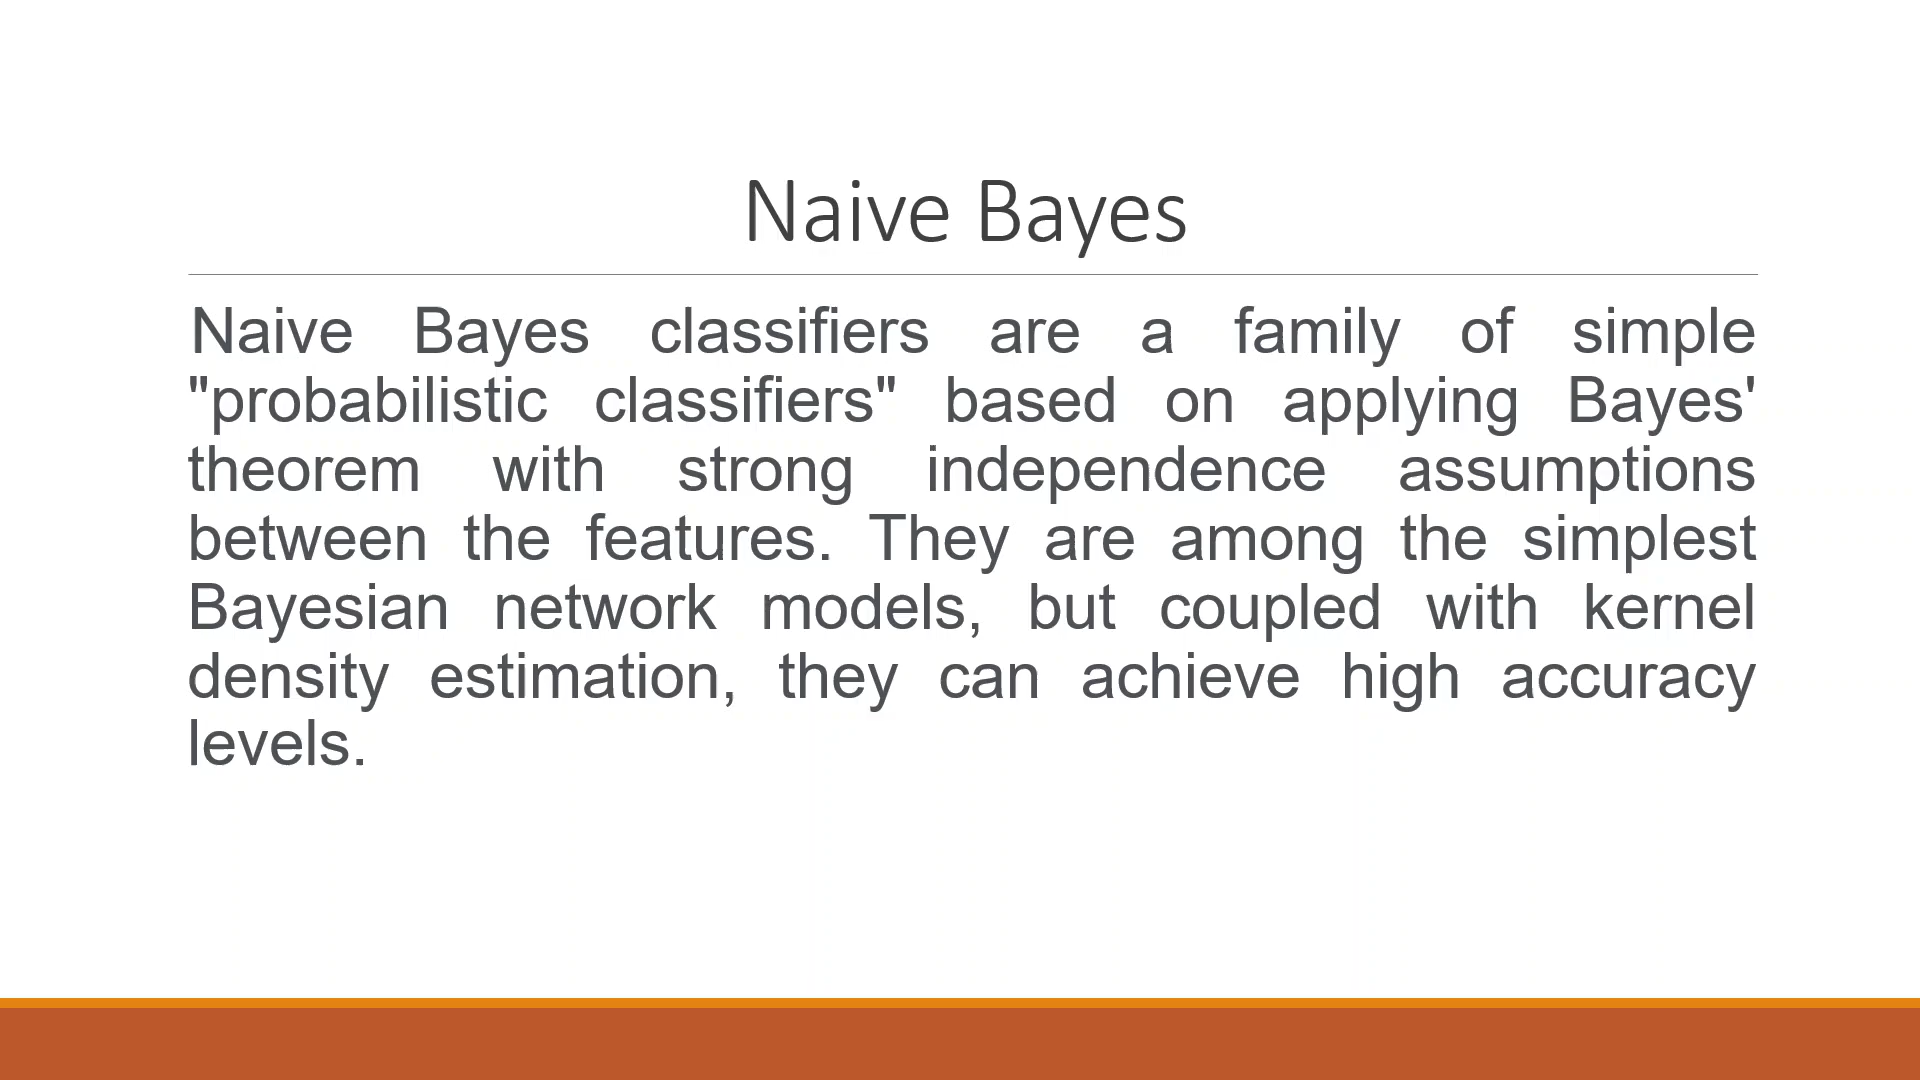 Naive Bayes
Naive Bayes classifiers are a family of simple
"probabilistic classifiers" based on applying Bayes'
theorem with strong independence assumptions
between the features. They are among the simplest
Bayesian network models, but coupled with kernel
density estimation, they can achieve high accuracy
levels.